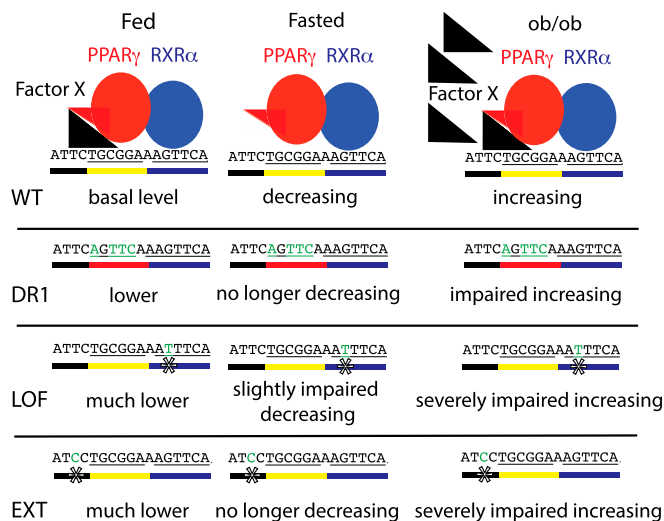 Fed
Fasted
ob/ob
PPARγ RXRα
PPARγ RXRα
PPARγ RXRα
Factor X
Factor X
ATTCTGCGGAAAGTTCA
ATTCTGCGGAAAGTTCA
ATTCTGCGGAAAGTTCA
WT
basal level
decreasing
increasing
ATTCAGTTCAAAGTTCA
ATTCAGTTCAAAGTTCA
ATTCAGTTCAAAGTTCA
DR1
lower
no longer decreasing
impaired increasing
ATTCTGCGGAAATTTCA
ATTCTGCGGAAATTTCA
ATTCTGCGGAAATTTCA
LOF
much lower
slightly impaired
decreasing
severely impaired increasing
ATCCTGCGGAAAGTTCA
ATCCTGCGGAAAGTTCA
ATCCTGCGGAAAGTTCA
EXT
much lower
no longer decreasing
severely impaired increasing